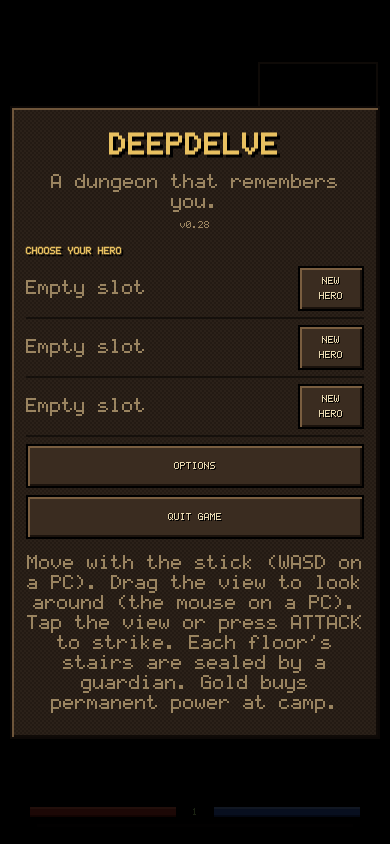 DEEPDELVE
A dungeon that remembers
you.
v0.28
CHOOSE YOUR HERO
Empty slot
NEW
HERO
Empty slot
NEW
HERO
Empty slot
NEW
HERO
OPTIONS
QUIT GAME
Move with the stick (WASD on
a PC). Drag the view to look
around (the mouse on a PC).
Tap the view or press ATTACK
to strike. Each floor's
stairs are sealed by a
guardian. Gold buys
permanent power at camp.
1